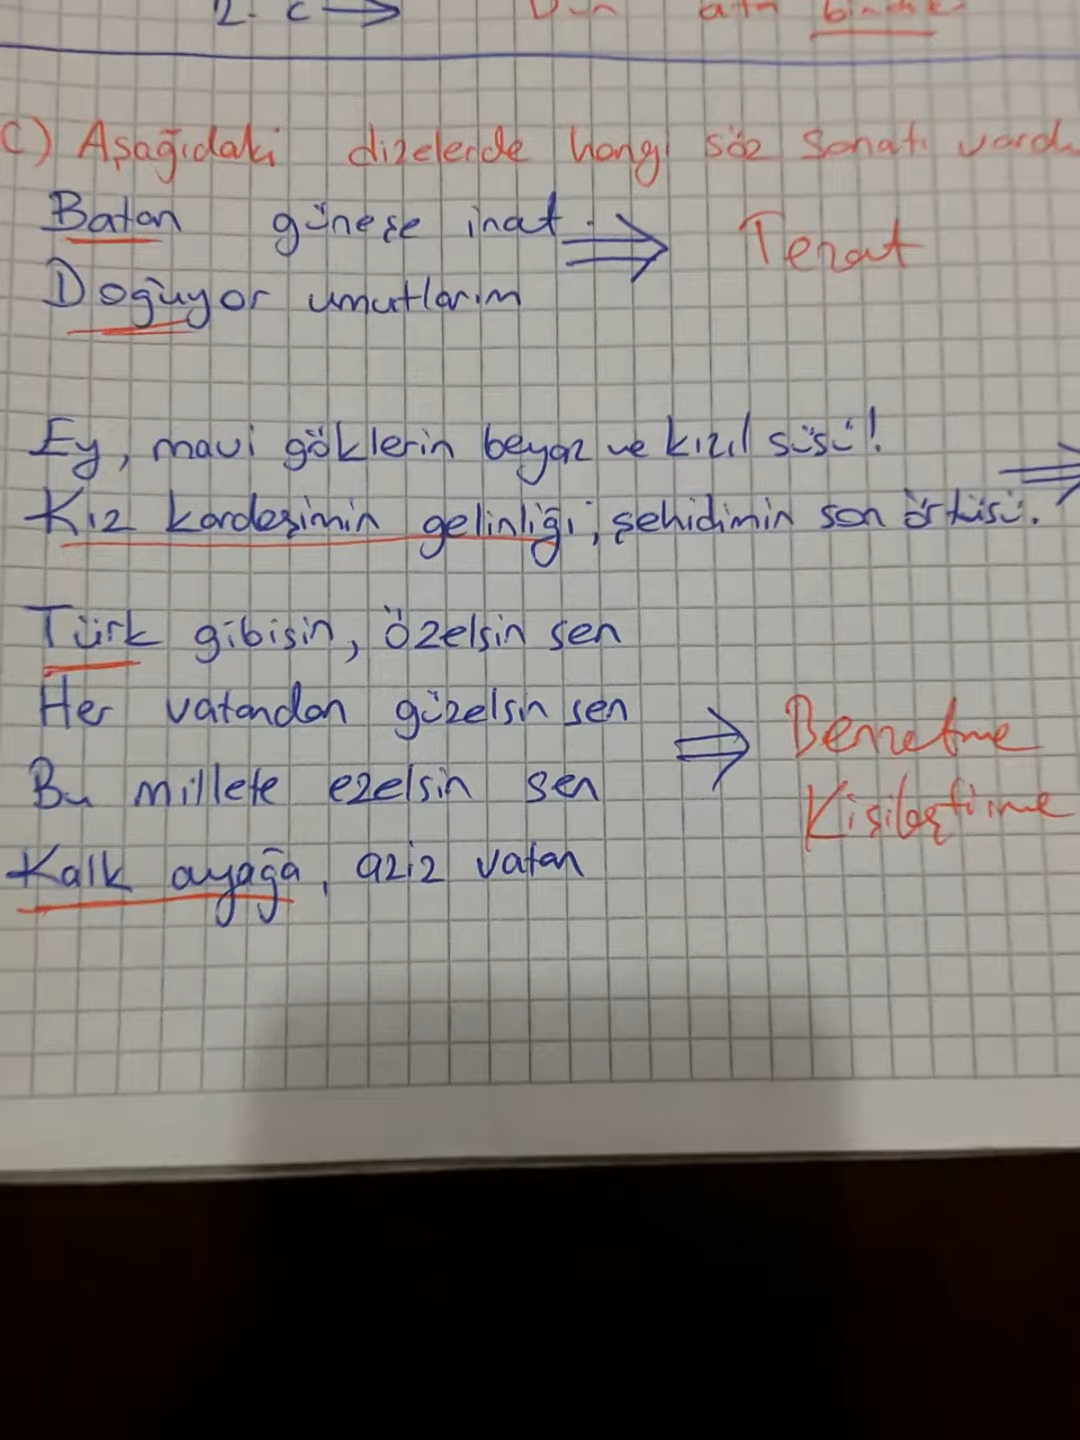 2. C →
C) Aşağıdaki dizelerde hangi söz sanatı vardı
Batan güneşe inat ⇒ Tezat
Doğuyor umutlarım
Ey, mavi göklerin beyaz ve kızıl süsü! ⇒
Kız kardeşimin gelinliği, şehidimin son örtüsü.
Türk gibisin, özelsin sen
Her vatandan güzelsin sen ⇒ Benzetme
Bu millete ezelsin sen Kişileştirme
Kalk ayağa, aziz vatan